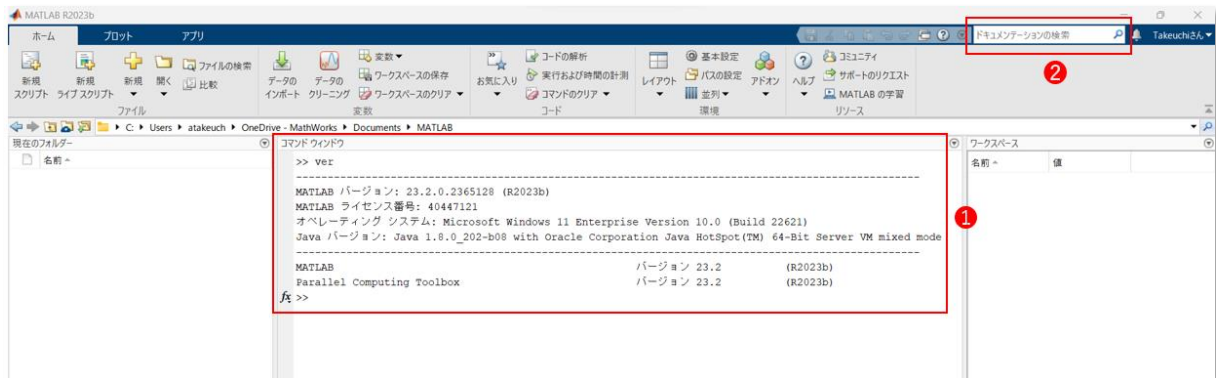 MATLAB R2023b
ホーム プロット アプリ
ドキュメンテーションの検索
Takeuchiさん
2
新規 スクリプト
新規 ライブ スクリプト
新規
開く
ファイルの検索
比較
ファイル
データの インポート
データの クリーニング
変数
ワークスペースの保存
ワークスペースのクリア
変数
お気に入り
コードの解析
実行および時間の計測
コマンドのクリア
コード
レイアウト
基本設定
パスの設定
並列
アドオン
環境
ヘルプ
コミュニティ
サポートのリクエスト
MATLAB の学習
リソース
C: Users atakeuch OneDrive - MathWorks Documents MATLAB
現在のフォルダー
名前
コマンド ウィンドウ
>> ver
-----------------------------------------------------------------------------------------------------
MATLAB バージョン: 23.2.0.2365128 (R2023b)
MATLAB ライセンス番号: 40447121
オペレーティング システム: Microsoft Windows 11 Enterprise Version 10.0 (Build 22621)
Java バージョン: Java 1.8.0_202-b08 with Oracle Corporation Java HotSpot(TM) 64-Bit Server VM mixed mode
-----------------------------------------------------------------------------------------------------
MATLAB バージョン 23.2 (R2023b)
Parallel Computing Toolbox バージョン 23.2 (R2023b)
fx >>
1
ワークスペース
名前 値